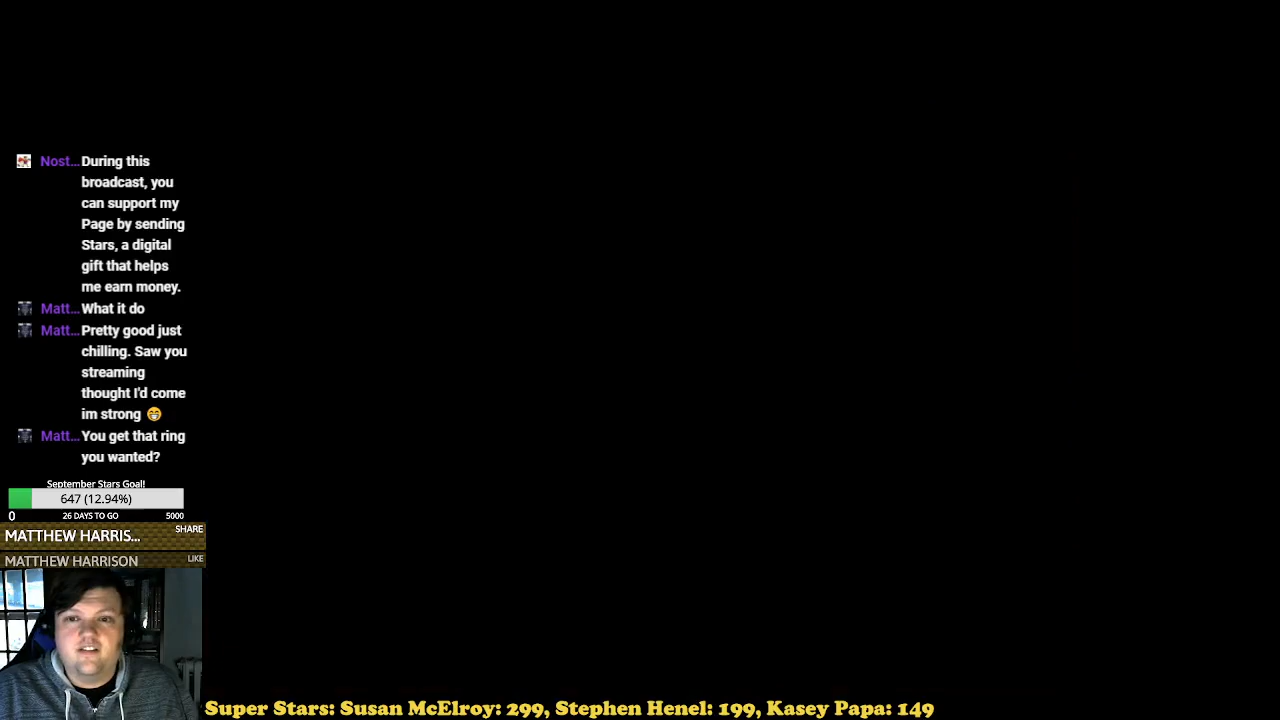 Nost... During this
broadcast, you
can support my
Page by sending
Stars, a digital
gift that helps
me earn money.
Matt... What it do
Matt... Pretty good just
chilling. Saw you
streaming
thought I'd come
im strong 😁
Matt... You get that ring
you wanted?
September Stars Goal!
647 (12.94%)
0 26 DAYS TO GO 5000
MATTHEW HARRIS... SHARE
MATTHEW HARRISON LIKE
Super Stars: Susan McElroy: 299, Stephen Henel: 199, Kasey Papa: 149